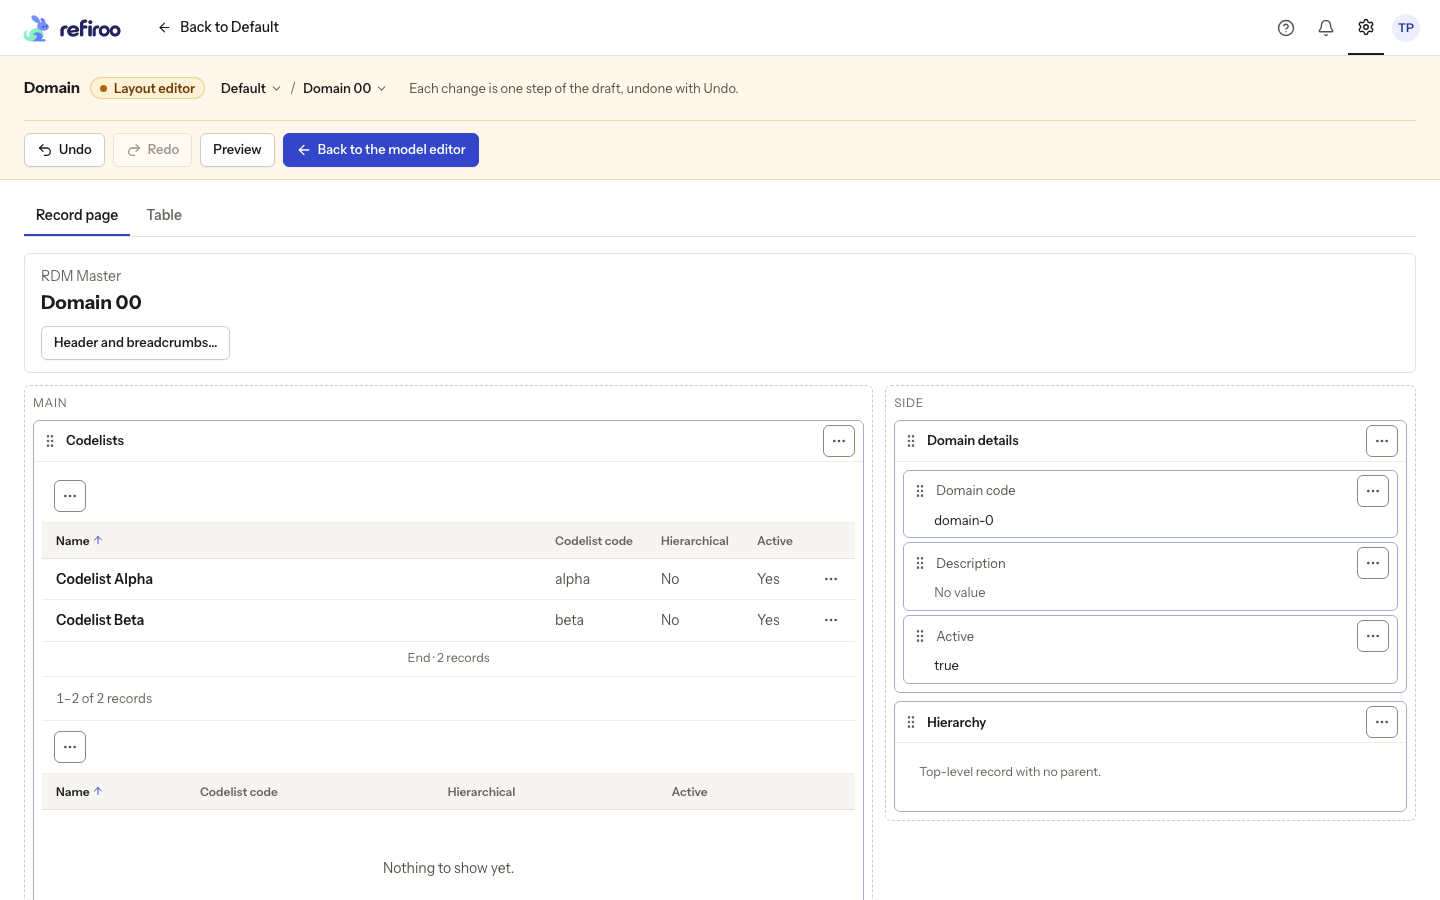 refiroo
Back to Default
TP
Domain
Layout editor
Default / Domain 00
Each change is one step of the draft, undone with Undo.
Undo
Redo
Preview
Back to the model editor
Record page
Table
RDM Master
Domain 00
Header and breadcrumbs...
MAIN
Codelists
Name Codelist code Hierarchical Active
Codelist Alpha alpha No Yes
Codelist Beta beta No Yes
End · 2 records
1–2 of 2 records
Name Codelist code Hierarchical Active
Nothing to show yet.
SIDE
Domain details
Domain code
domain-0
Description
No value
Active
true
Hierarchy
Top-level record with no parent.